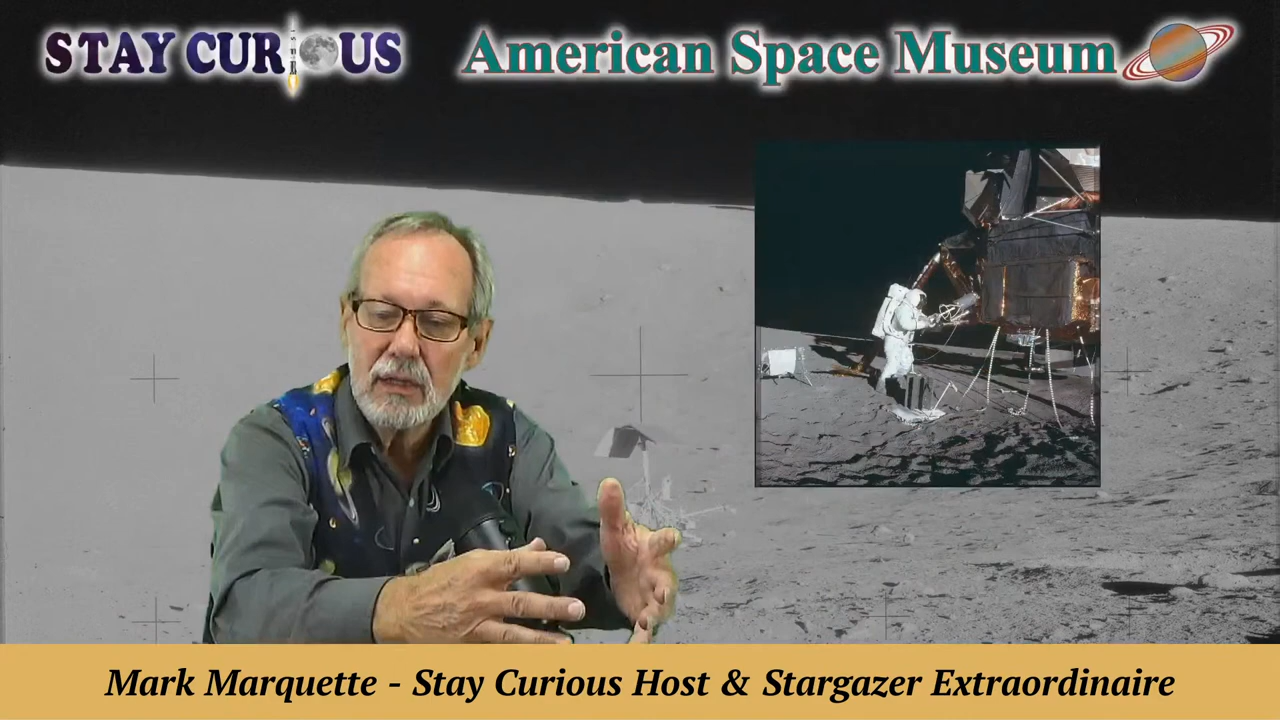 STAY CURIOUS
American Space Museum
Mark Marquette - Stay Curious Host & Stargazer Extraordinaire